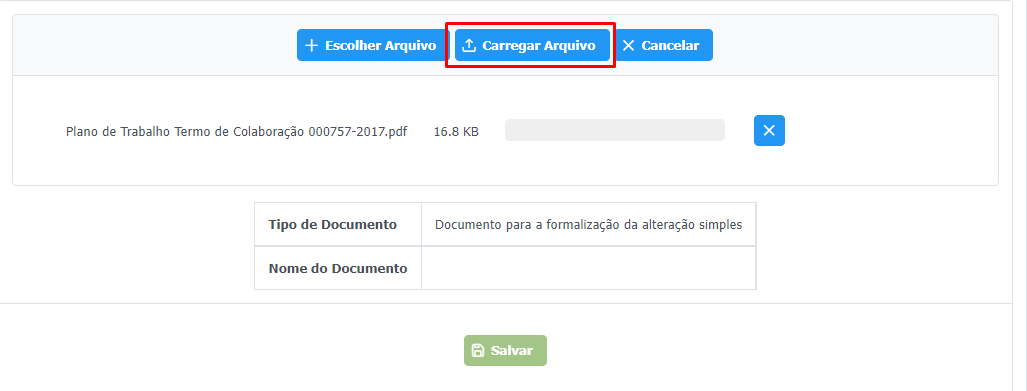 Escolher Arquivo Carregar Arquivo Cancelar
Plano de Trabalho Termo de Colaboração 000757-2017.pdf 16.8 KB
Tipo de Documento Documento para a formalização da alteração simples
Nome do Documento
Salvar